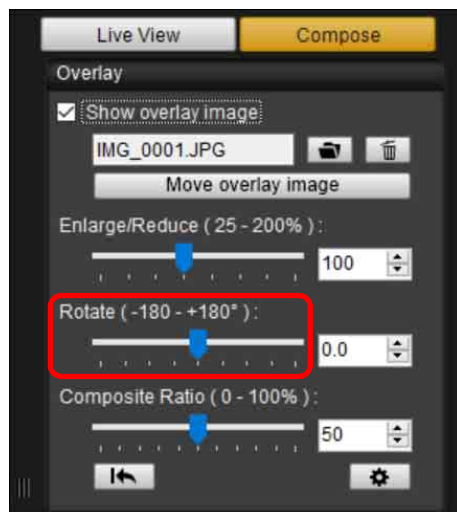 Live View Compose
Overlay
Show overlay image
IMG_0001.JPG
Move overlay image
Enlarge/Reduce ( 25 - 200% ) :
100
Rotate ( -180 - +180° ) :
0.0
Composite Ratio ( 0 - 100% ) :
50